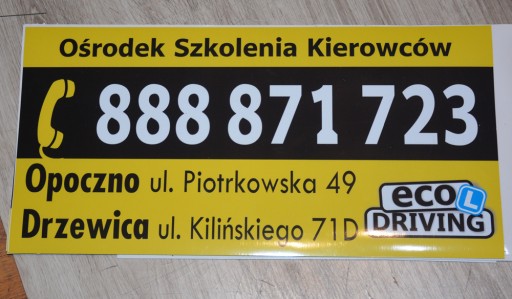 Ośrodek Szkolenia Kierowców
888 871 723
Opoczno ul. Piotrkowska 49
Drzewica ul. Kilińskiego 71D
eco L
DRIVING